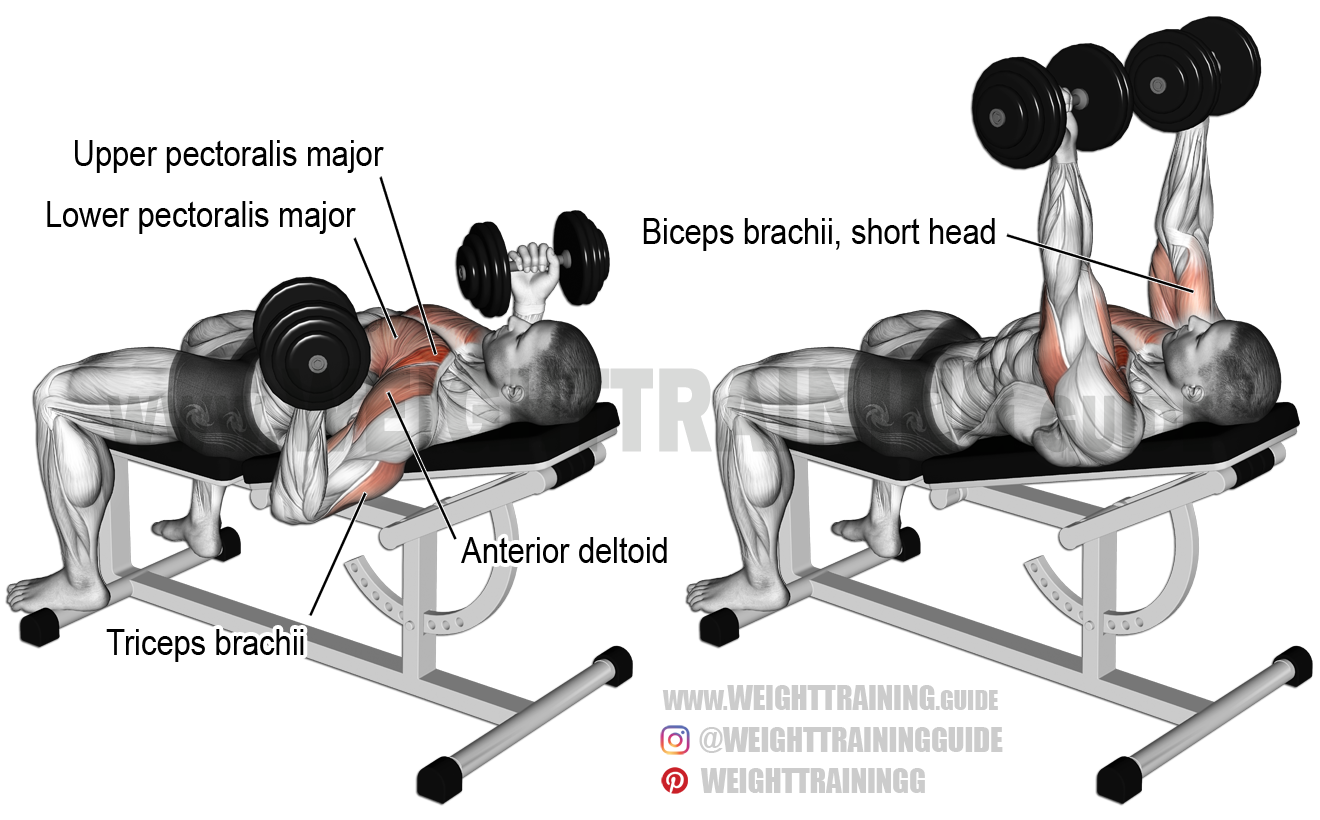 Upper pectoralis major
Lower pectoralis major
Biceps brachii, short head
Anterior deltoid
Triceps brachii
www.WEIGHTTRAINING.GUIDE
www.WEIGHTTRAINING.GUIDE
@WEIGHTTRAININGGUIDE
WEIGHTTRAININGG